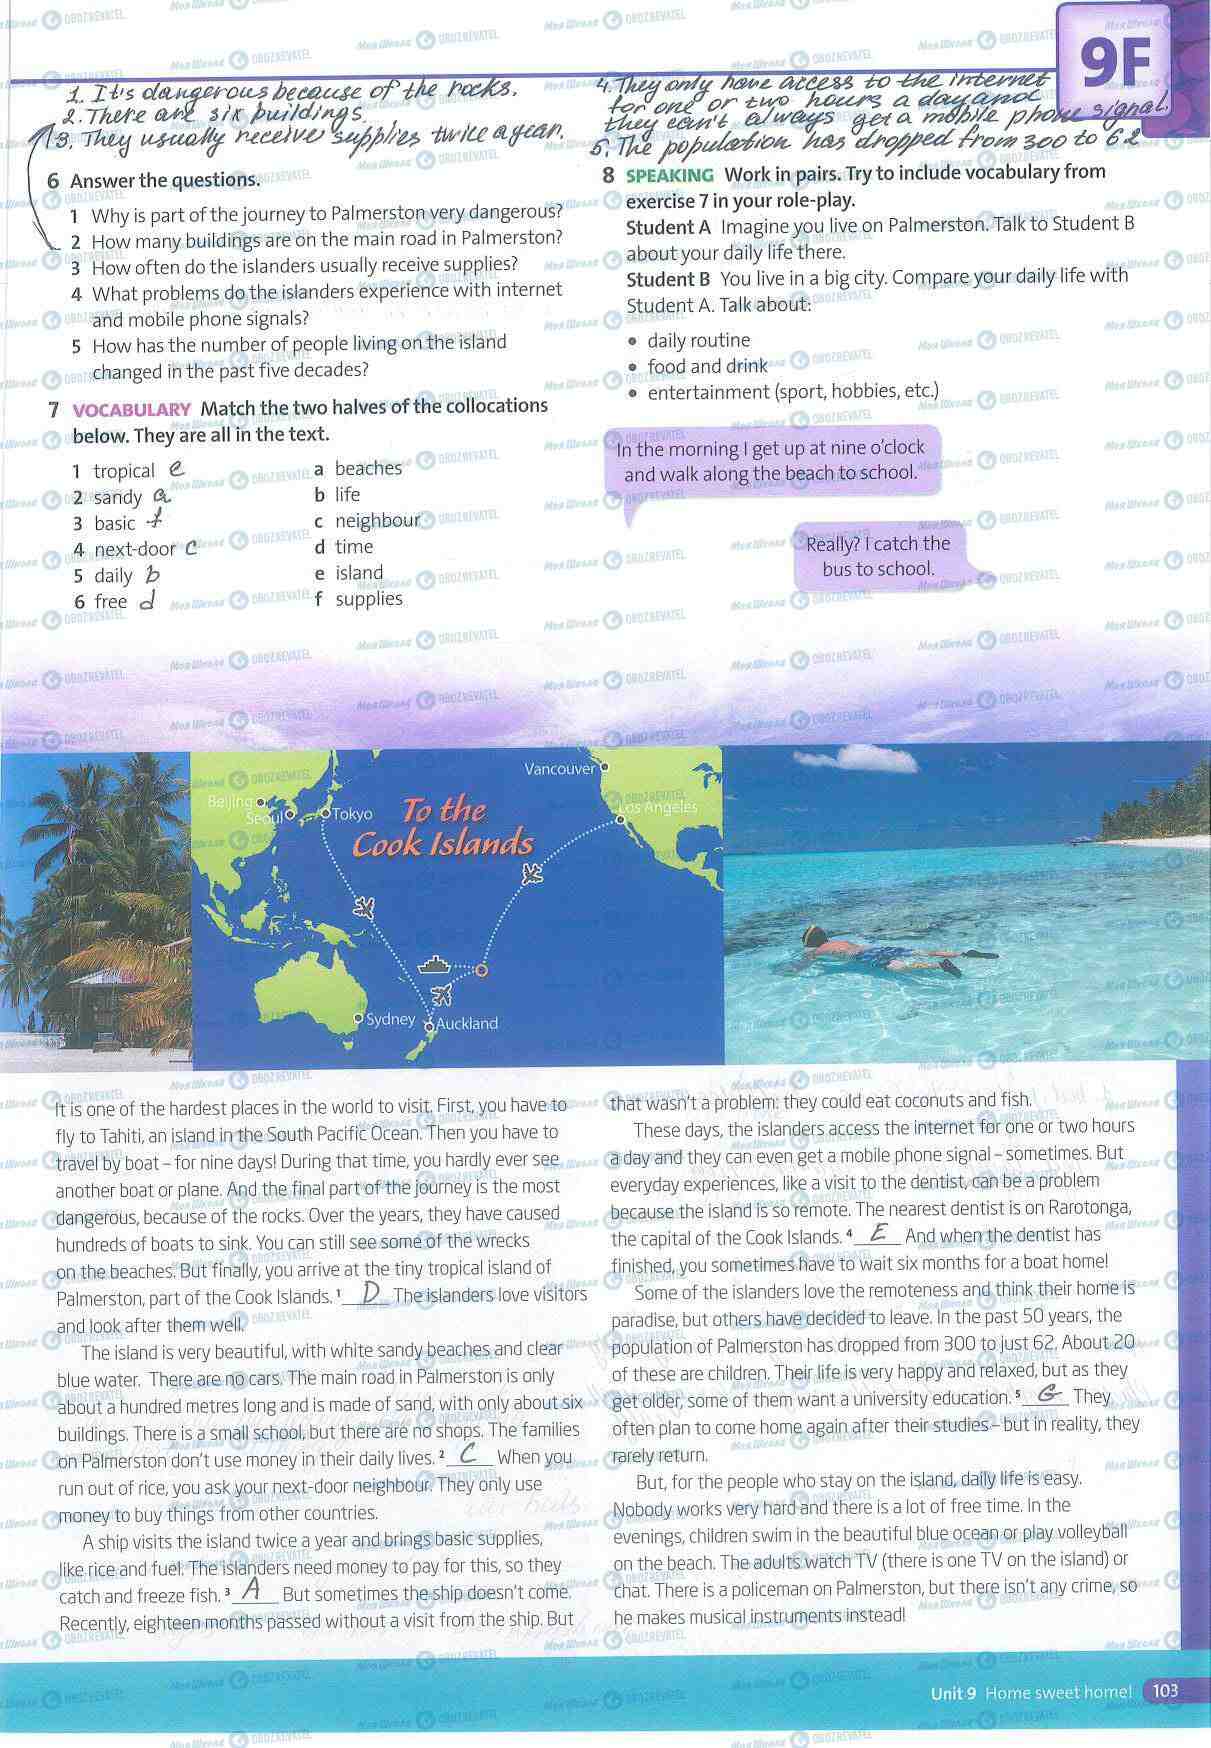 9F
1. It's dangerous because of the rocks.
2. There are six buildings.
3. They usually receive supplies twice a year.
4. They only have access to the internet
for one or two hours a day and
they can't always get a mobile phone signal.
5. The population has dropped from 300 to 62
6 Answer the questions.
1 Why is part of the journey to Palmerston very dangerous?
2 How many buildings are on the main road in Palmerston?
3 How often do the islanders usually receive supplies?
4 What problems do the islanders experience with internet
and mobile phone signals?
5 How has the number of people living on the island
changed in the past five decades?
7 VOCABULARY Match the two halves of the collocations
below. They are all in the text.
1 tropical e
2 sandy a
3 basic f
4 next-door c
5 daily b
6 free d
a beaches
b life
c neighbour
d time
e island
f supplies
8 SPEAKING Work in pairs. Try to include vocabulary from
exercise 7 in your role-play.
Student A Imagine you live on Palmerston. Talk to Student B
about your daily life there.
Student B You live in a big city. Compare your daily life with
Student A. Talk about:
• daily routine
• food and drink
• entertainment (sport, hobbies, etc.)
In the morning I get up at nine o'clock
and walk along the beach to school.
Really? I catch the
bus to school.
Vancouver
Beijing
Seoul
Tokyo
To the
Cook Islands
Los Angeles
Sydney
Auckland
It is one of the hardest places in the world to visit. First, you have to
fly to Tahiti, an island in the South Pacific Ocean. Then you have to
travel by boat – for nine days! During that time, you hardly ever see
another boat or plane. And the final part of the journey is the most
dangerous, because of the rocks. Over the years, they have caused
hundreds of boats to sink. You can still see some of the wrecks
on the beaches. But finally, you arrive at the tiny tropical island of
Palmerston, part of the Cook Islands. ¹ D The islanders love visitors
and look after them well.
The island is very beautiful, with white sandy beaches and clear
blue water. There are no cars. The main road in Palmerston is only
about a hundred metres long and is made of sand, with only about six
buildings. There is a small school, but there are no shops. The families
on Palmerston don't use money in their daily lives. ² C When you
run out of rice, you ask your next-door neighbour. They only use
money to buy things from other countries.
A ship visits the island twice a year and brings basic supplies,
like rice and fuel. The islanders need money to pay for this, so they
catch and freeze fish. ³ A But sometimes the ship doesn't come.
Recently, eighteen months passed without a visit from the ship. But
that wasn't a problem: they could eat coconuts and fish.
These days, the islanders access the internet for one or two hours
a day and they can even get a mobile phone signal – sometimes. But
everyday experiences, like a visit to the dentist, can be a problem
because the island is so remote. The nearest dentist is on Rarotonga,
the capital of the Cook Islands. ⁴ E And when the dentist has
finished, you sometimes have to wait six months for a boat home!
Some of the islanders love the remoteness and think their home is
paradise, but others have decided to leave. In the past 50 years, the
population of Palmerston has dropped from 300 to just 62. About 20
of these are children. Their life is very happy and relaxed, but as they
get older, some of them want a university education. ⁵ G They
often plan to come home again after their studies – but in reality, they
rarely return.
But, for the people who stay on the island, daily life is easy.
Nobody works very hard and there is a lot of free time. In the
evenings, children swim in the beautiful blue ocean or play volleyball
on the beach. The adults watch TV (there is one TV on the island) or
chat. There is a policeman on Palmerston, but there isn't any crime, so
he makes musical instruments instead!
Unit 9 Home sweet home! 103
Моя Школа OBOZREVATEL